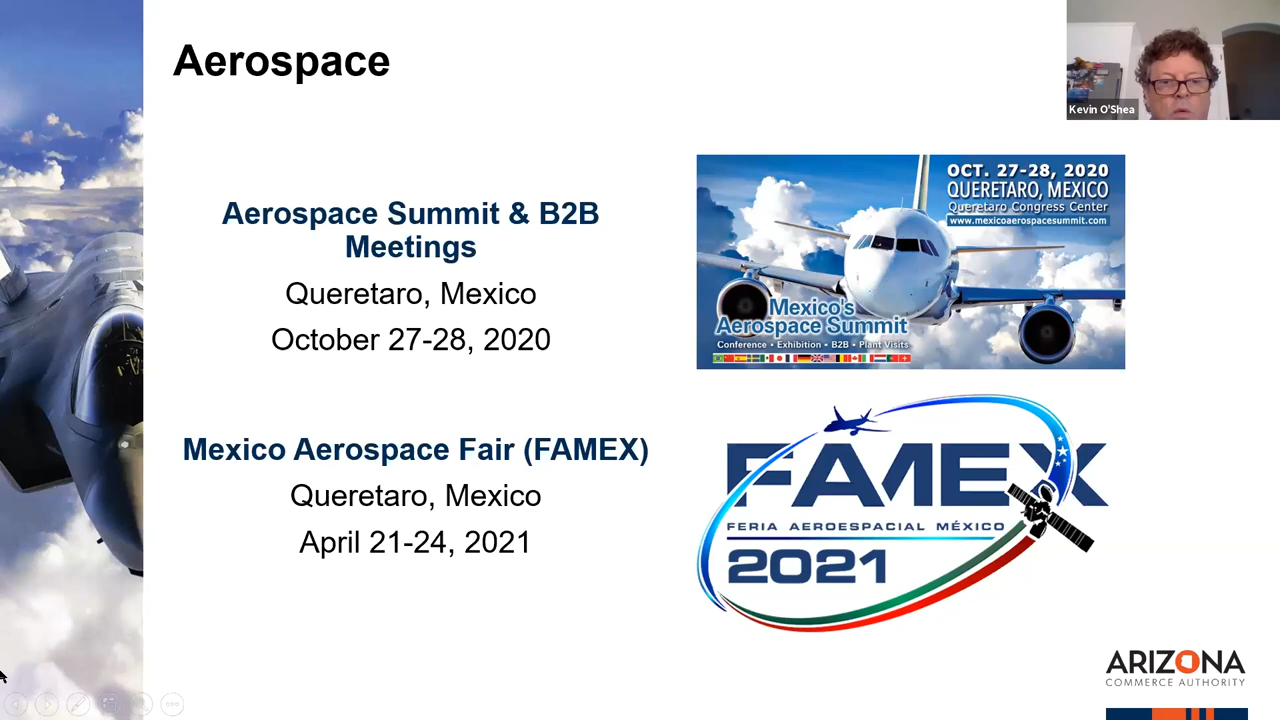 Aerospace
Kevin O'Shea
Aerospace Summit & B2B
Meetings
Queretaro, Mexico
October 27-28, 2020
OCT. 27-28, 2020
QUERETARO, MEXICO
Queretaro Congress Center
www.mexicoaerospacesummit.com
Mexico's
Aerospace Summit
Conference • Exhibition • B2B • Plant Visits
Mexico Aerospace Fair (FAMEX)
Queretaro, Mexico
April 21-24, 2021
FAMEX
FERIA AEROESPACIAL MÉXICO
2021
ARIZONA
COMMERCE AUTHORITY